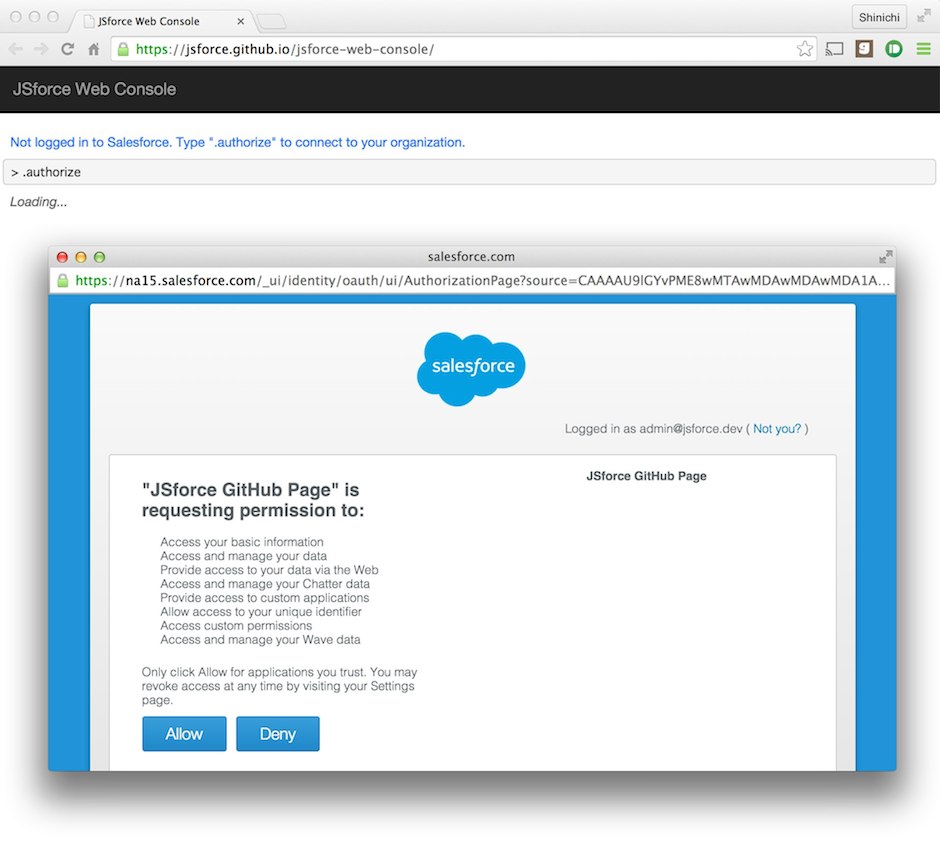 JSforce Web Console
Shinichi
https://jsforce.github.io/jsforce-web-console/
JSforce Web Console
Not logged in to Salesforce. Type ".authorize" to connect to your organization.
> .authorize
Loading...
salesforce.com
https://na15.salesforce.com/_ui/identity/oauth/ui/AuthorizationPage?source=CAAAAU9lGYvPME8wMTAwMDAwMDAwMDA1A...
salesforce
Logged in as admin@jsforce.dev ( Not you? )
JSforce GitHub Page
"JSforce GitHub Page" is
requesting permission to:
Access your basic information
Access and manage your data
Provide access to your data via the Web
Access and manage your Chatter data
Provide access to custom applications
Allow access to your unique identifier
Access custom permissions
Access and manage your Wave data
Only click Allow for applications you trust. You may
revoke access at any time by visiting your Settings
page.
Allow
Deny